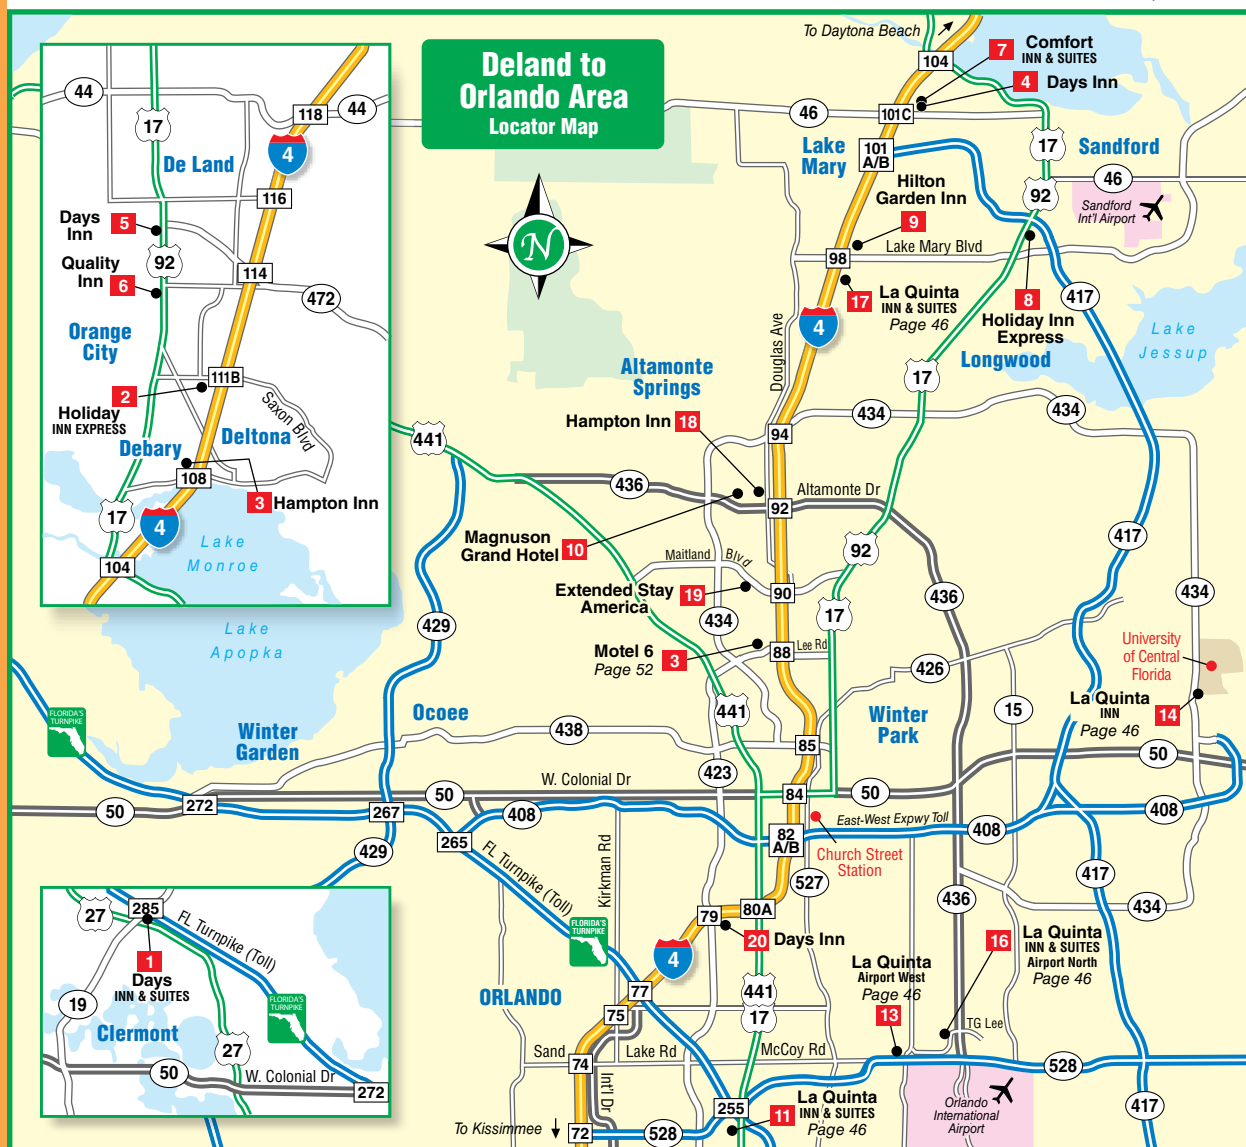 Deland to
Orlando Area
Locator Map
N
To Daytona Beach
104
7
Comfort
INN & SUITES
4
Days Inn
101C
46
17
Sandford
Lake
Mary
101
A/B
46
92
Sandford
Int'l Airport
Hilton
Garden Inn
9
Lake Mary Blvd
98
17
La Quinta
INN & SUITES
Page 46
8
Holiday Inn
Express
417
4
Longwood
Lake
Jessup
Douglas Ave
Altamonte
Springs
17
434
434
Hampton Inn
18
94
441
436
Altamonte Dr
92
417
Magnuson
Grand Hotel
10
92
Maitland
Blvd
Extended Stay
America
19
90
434
17
436
434
Motel 6
Page 52
3
88
Lee Rd
426
University
of Central
Florida
La Quinta
INN
Page 46
14
15
429
Lake
Apopka
FLORIDA'S
TURNPIKE
Winter
Garden
Ocoee
438
441
Winter
Park
85
423
50
W. Colonial Dr
84
50
50
272
267
50
408
East-West Expwy Toll
408
408
82
A/B
Church Street
Station
265
429
FL Turnpike (Toll)
Kirkman Rd
527
417
436
434
79
80A
20
Days Inn
FLORIDA'S
TURNPIKE
4
ORLANDO
77
441
17
75
La Quinta
Airport West
Page 46
13
16
La Quinta
INN & SUITES
Airport North
Page 46
TG Lee
Sand
74
Lake Rd
McCoy Rd
528
Int'l Dr
255
11
La Quinta
INN & SUITES
Page 46
Orlando
International
Airport
417
To Kissimmee
72
528
44
17
118
44
De Land
4
116
Days
Inn
5
92
Quality
Inn
6
114
472
Orange
City
111B
2
Holiday
INN EXPRESS
Saxon Blvd
Deltona
Debary
108
3
Hampton Inn
17
4
Lake
Monroe
104
27
285
FL Turnpike (Toll)
1
Days
INN & SUITES
19
Clermont
FLORIDA'S
TURNPIKE
27
50
W. Colonial Dr
272